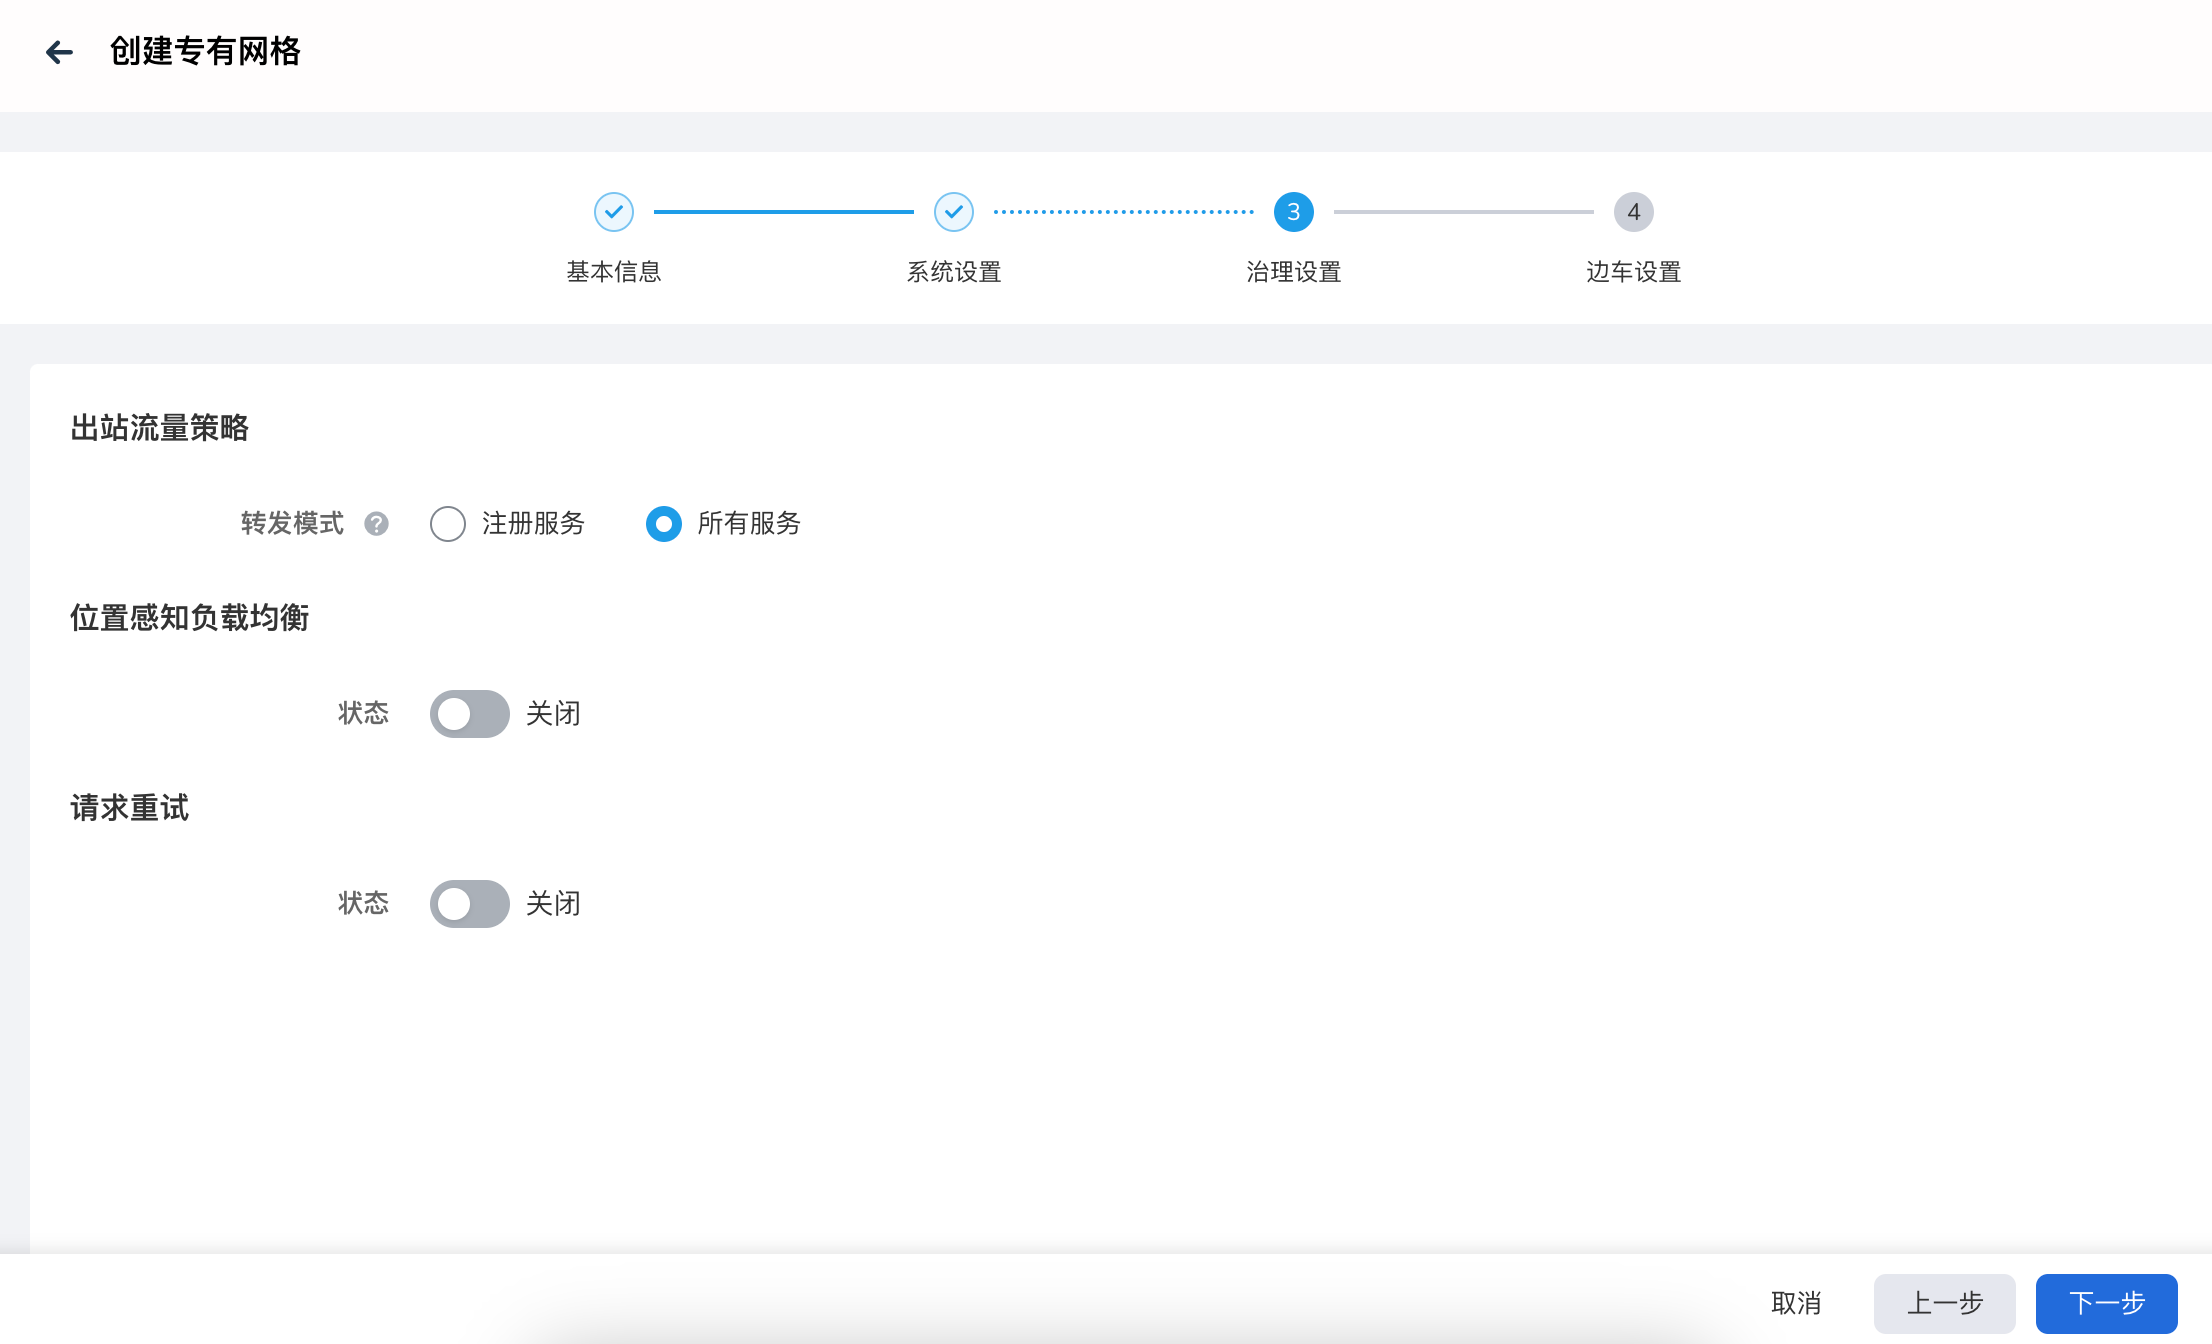 创建专有网格
3
4
基本信息
系统设置
治理设置
边车设置
出站流量策略
转发模式 ? 注册服务 所有服务
位置感知负载均衡
状态 关闭
请求重试
状态 关闭
取消 上一步 下一步